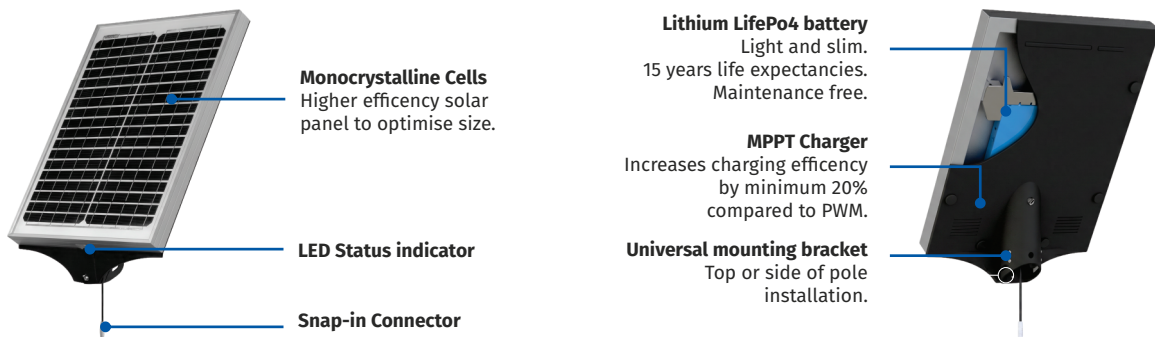 Monocrystalline Cells
Higher efficency solar
panel to optimise size.
LED Status indicator
Snap-in Connector
Lithium LifePo4 battery
Light and slim.
15 years life expectancies.
Maintenance free.
MPPT Charger
Increases charging efficency
by minimum 20%
compared to PWM.
Universal mounting bracket
Top or side of pole
installation.